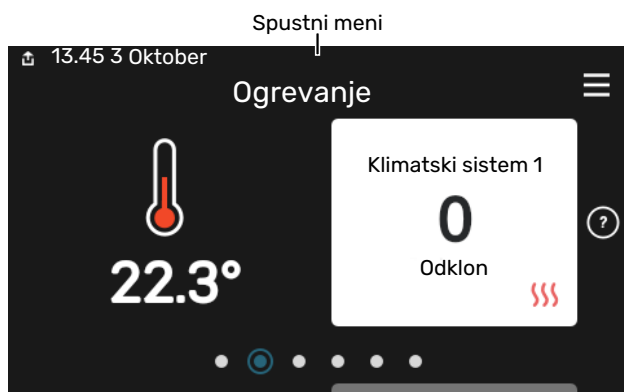 Spustni meni
13.45 3 Oktober
Ogrevanje
Klimatski sistem 1
0
Odklon
22.3°
?